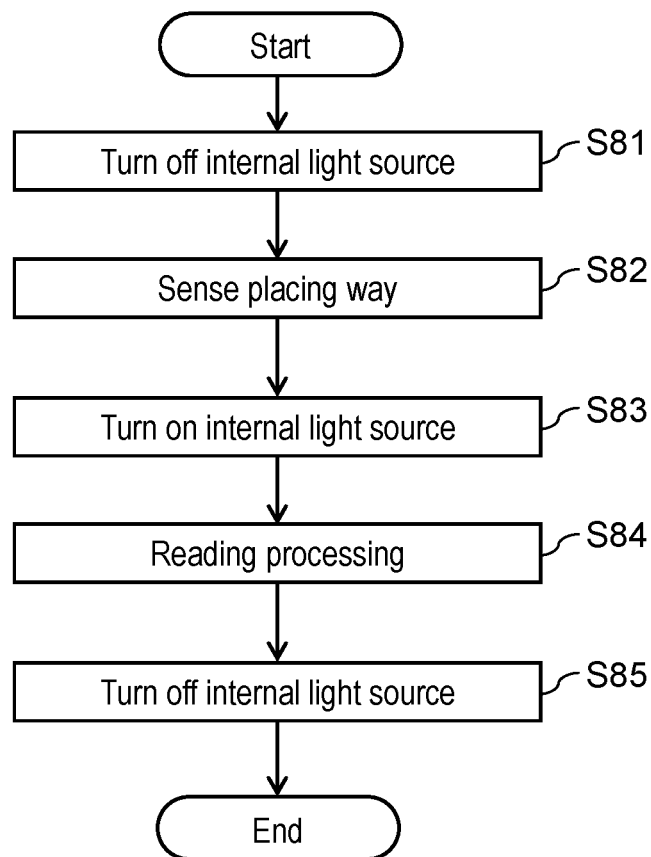 Start
Turn off internal light source
S81
Sense placing way
S82
Turn on internal light source
S83
Reading processing
S84
Turn off internal light source
S85
End